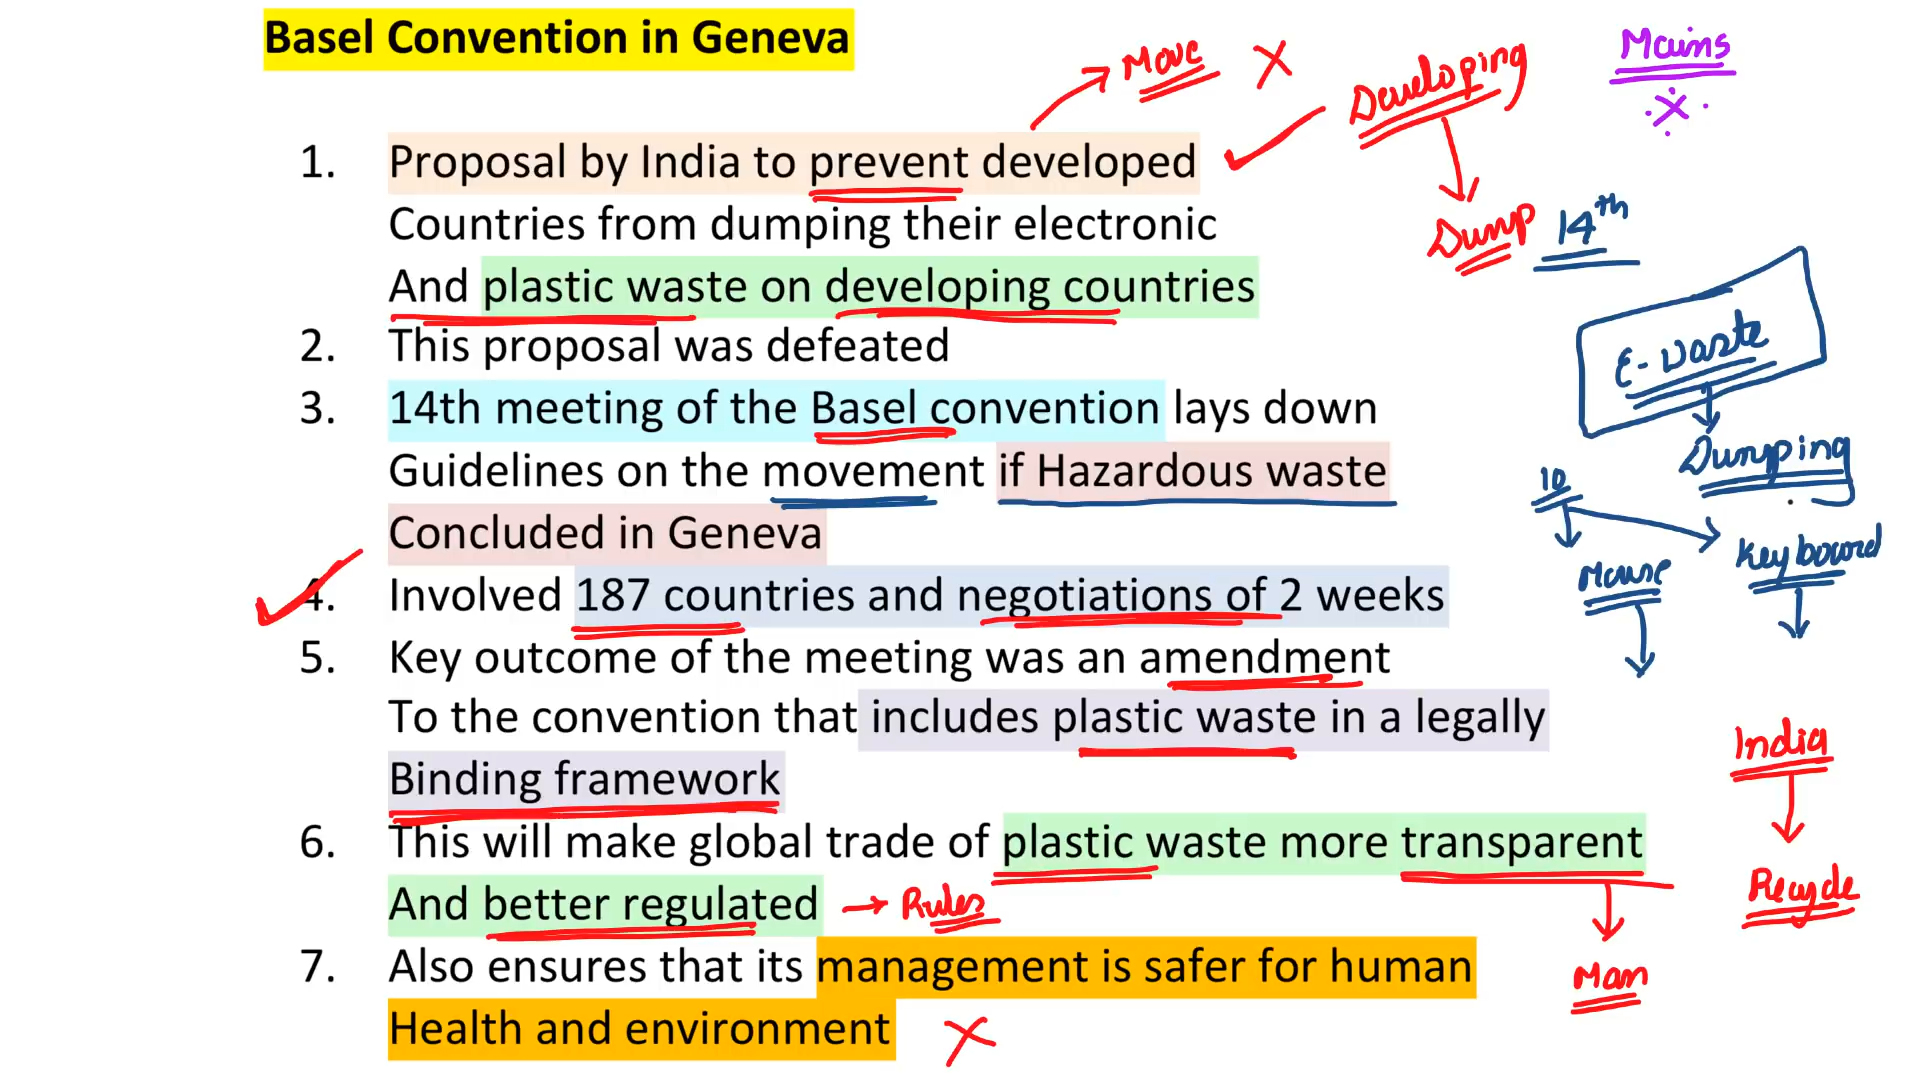 Basel Convention in Geneva
Move X
Developing
Mains
1. Proposal by India to prevent developed
Countries from dumping their electronic
Dump
14th
And plastic waste on developing countries
2. This proposal was defeated
E-waste
3. 14th meeting of the Basel convention lays down
Guidelines on the movement if Hazardous waste
Dumping
10
Concluded in Geneva
Mouse
Keyboard
4. Involved 187 countries and negotiations of 2 weeks
5. Key outcome of the meeting was an amendment
To the convention that includes plastic waste in a legally
Binding framework
India
6. This will make global trade of plastic waste more transparent
And better regulated → Rules
Recycle
7. Also ensures that its management is safer for human
Man
Health and environment X